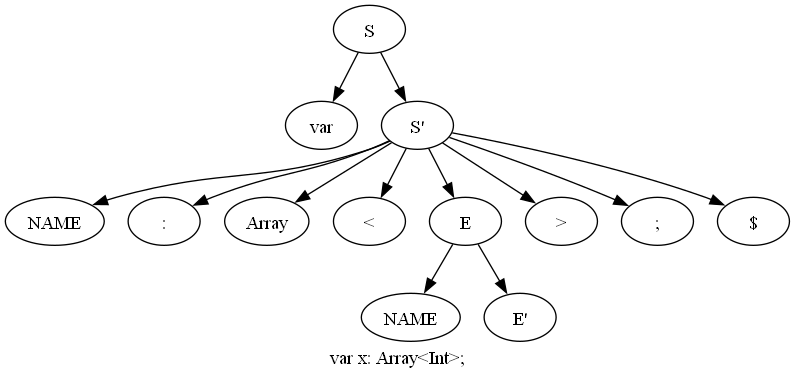 S
var S'
NAME : Array < E > ; $
NAME E'
var x: Array<Int>;